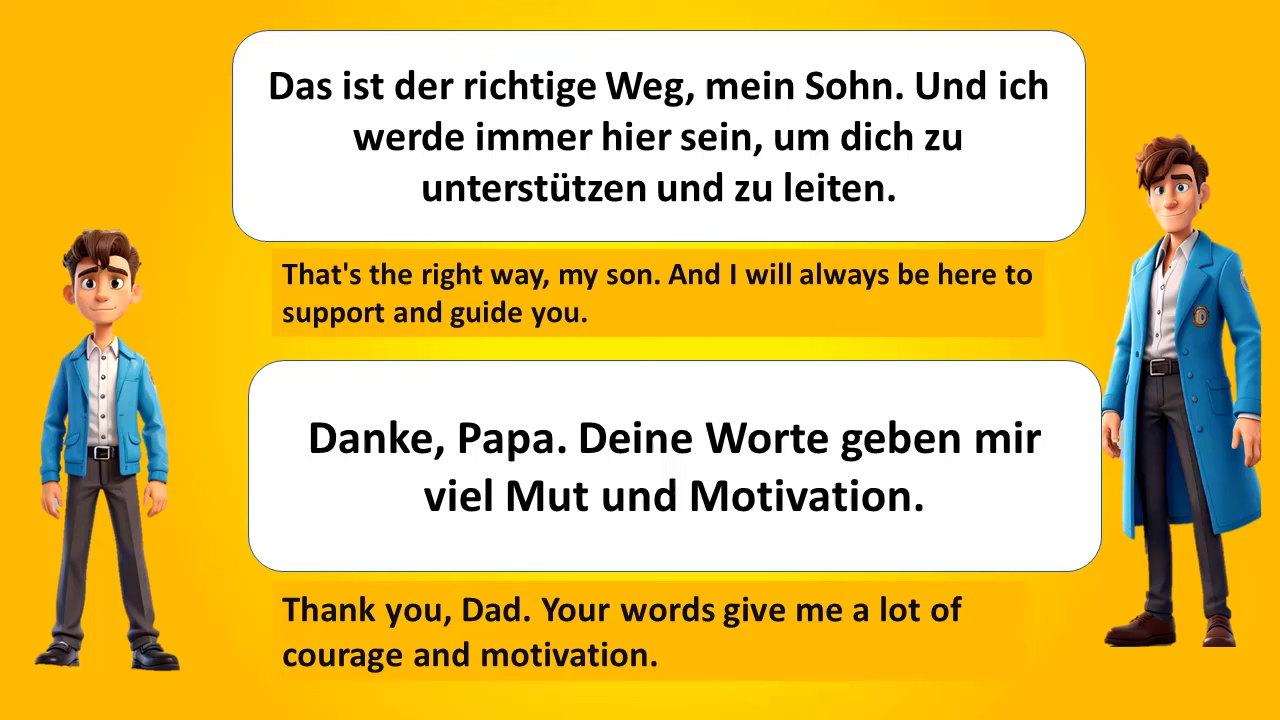 Das ist der richtige Weg, mein Sohn. Und ich
werde immer hier sein, um dich zu
unterstützen und zu leiten.
That's the right way, my son. And I will always be here to
support and guide you.
Danke, Papa. Deine Worte geben mir
viel Mut und Motivation.
Thank you, Dad. Your words give me a lot of
courage and motivation.